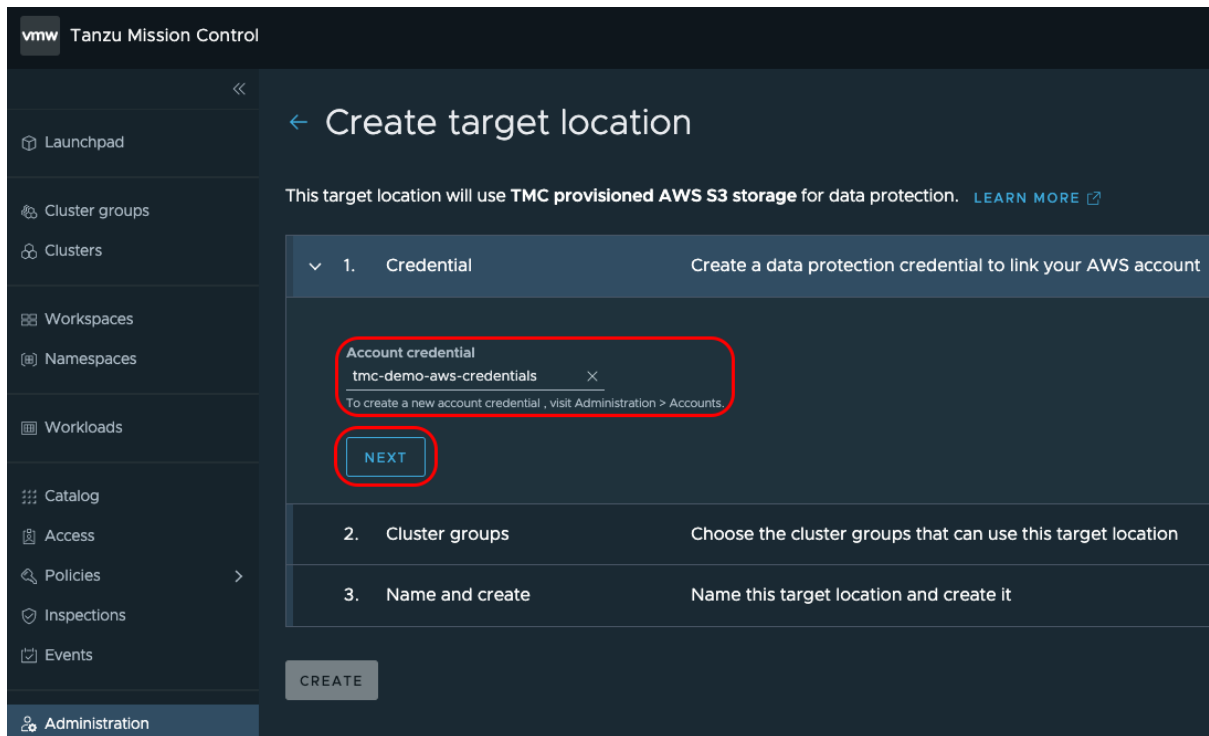 vmw Tanzu Mission Control
Launchpad
Cluster groups
Clusters
Workspaces
Namespaces
Workloads
Catalog
Access
Policies
Inspections
Events
Administration
Create target location
This target location will use TMC provisioned AWS S3 storage for data protection. LEARN MORE
1. Credential Create a data protection credential to link your AWS account
Account credential
tmc-demo-aws-credentials
To create a new account credential , visit Administration > Accounts.
NEXT
2. Cluster groups Choose the cluster groups that can use this target location
3. Name and create Name this target location and create it
CREATE